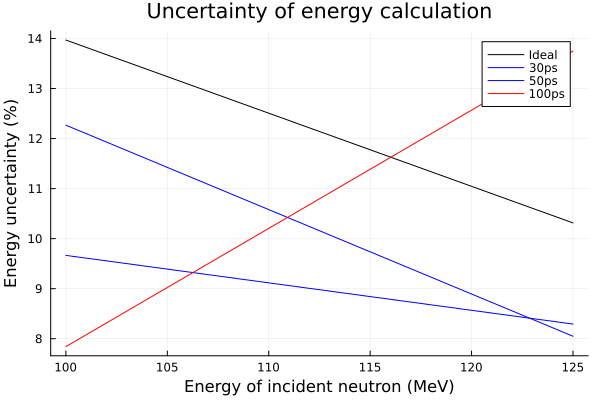 Uncertainty of energy calculation
Energy uncertainty (%)
14
13
12
11
10
9
8
Ideal
30ps
50ps
100ps
100
105
110
115
120
125
Energy of incident neutron (MeV)